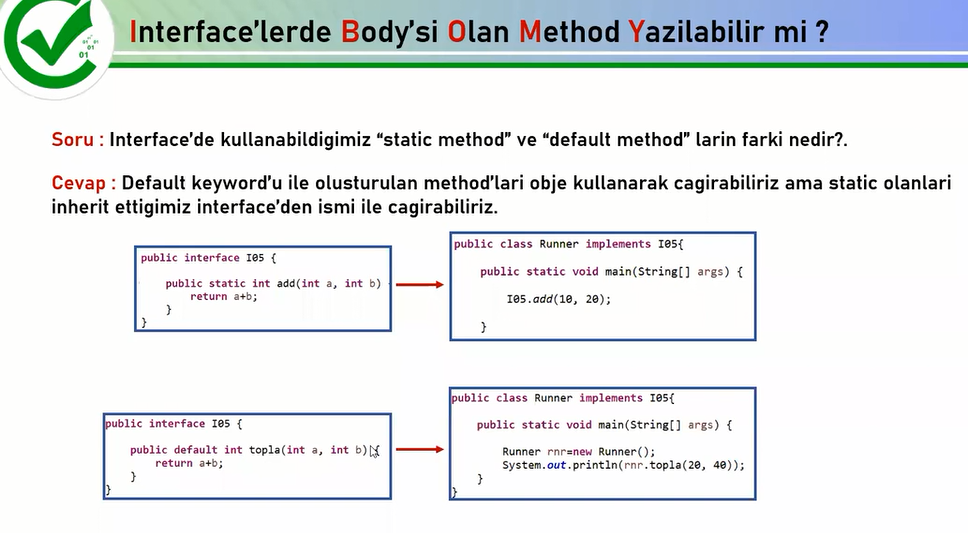 Interface’lerde Body’si Olan Method Yazilabilir mi ?
Soru : Interface’de kullanabildigimiz “static method” ve “default method” larin farki nedir?.
Cevap : Default keyword’u ile olusturulan method’lari obje kullanarak cagirabiliriz ama static olanlari
inherit ettigimiz interface’den ismi ile cagirabiliriz.
public interface I05 {
public static int add(int a, int b)
return a+b;
}
}
public class Runner implements I05{
public static void main(String[] args) {
I05.add(10, 20);
}
public interface I05 {
public default int topla(int a, int b) {
return a+b;
}
}
public class Runner implements I05{
public static void main(String[] args) {
Runner rnr=new Runner();
System.out.println(rnr.topla(20, 40));
}
}
01 01
01
01